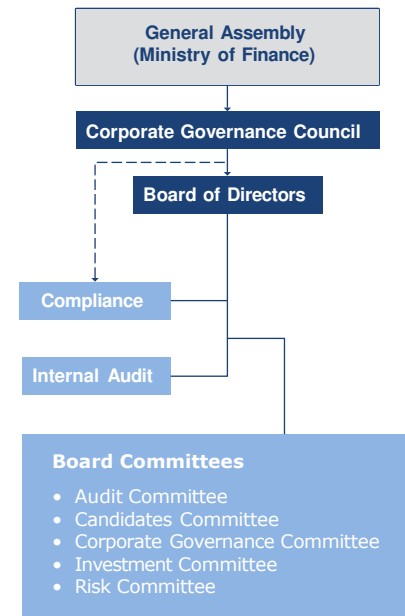 General Assembly
(Ministry of Finance)
Corporate Governance Council
Board of Directors
Compliance
Internal Audit
Board Committees
• Audit Committee
• Candidates Committee
• Corporate Governance Committee
• Investment Committee
• Risk Committee